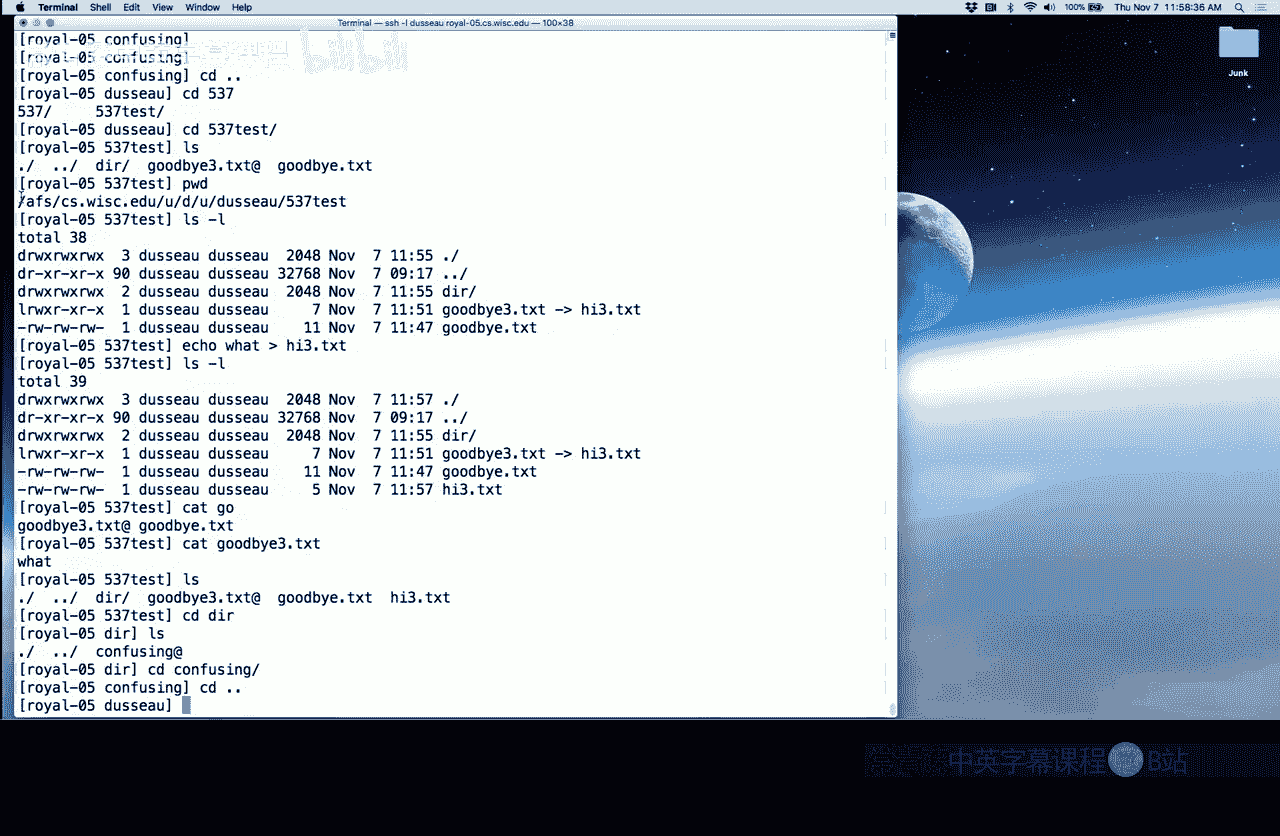 Terminal Shell Edit View Window Help 100% Thu Nov 7 11:58:36 AM
Terminal — ssh -l dusseau royal-05.cs.wisc.edu — 100×38
Junk
[royal-05 confusing]
[royal-05 confusing]
[royal-05 confusing] cd ..
[royal-05 dusseau] cd 537
537/ 537test/
[royal-05 dusseau] cd 537test/
[royal-05 537test] ls
./ ../ dir/ goodbye3.txt@ goodbye.txt
[royal-05 537test] pwd
/afs/cs.wisc.edu/u/d/u/dusseau/537test
[royal-05 537test] ls -l
total 38
drwxrwxrwx 3 dusseau dusseau 2048 Nov 7 11:55 ./
dr-xr-xr-x 90 dusseau dusseau 32768 Nov 7 09:17 ../
drwxrwxrwx 2 dusseau dusseau 2048 Nov 7 11:55 dir/
lrwxr-xr-x 1 dusseau dusseau 7 Nov 7 11:51 goodbye3.txt -> hi3.txt
-rw-rw-rw- 1 dusseau dusseau 11 Nov 7 11:47 goodbye.txt
[royal-05 537test] echo what > hi3.txt
[royal-05 537test] ls -l
total 39
drwxrwxrwx 3 dusseau dusseau 2048 Nov 7 11:57 ./
dr-xr-xr-x 90 dusseau dusseau 32768 Nov 7 09:17 ../
drwxrwxrwx 2 dusseau dusseau 2048 Nov 7 11:55 dir/
lrwxr-xr-x 1 dusseau dusseau 7 Nov 7 11:51 goodbye3.txt -> hi3.txt
-rw-rw-rw- 1 dusseau dusseau 11 Nov 7 11:47 goodbye.txt
-rw-rw-rw- 1 dusseau dusseau 5 Nov 7 11:57 hi3.txt
[royal-05 537test] cat go
goodbye3.txt@ goodbye.txt
[royal-05 537test] cat goodbye3.txt
what
[royal-05 537test] ls
./ ../ dir/ goodbye3.txt@ goodbye.txt hi3.txt
[royal-05 537test] cd dir
[royal-05 dir] ls
./ ../ confusing@
[royal-05 dir] cd confusing/
[royal-05 confusing] cd ..
[royal-05 dusseau]
中英字幕课程 B站